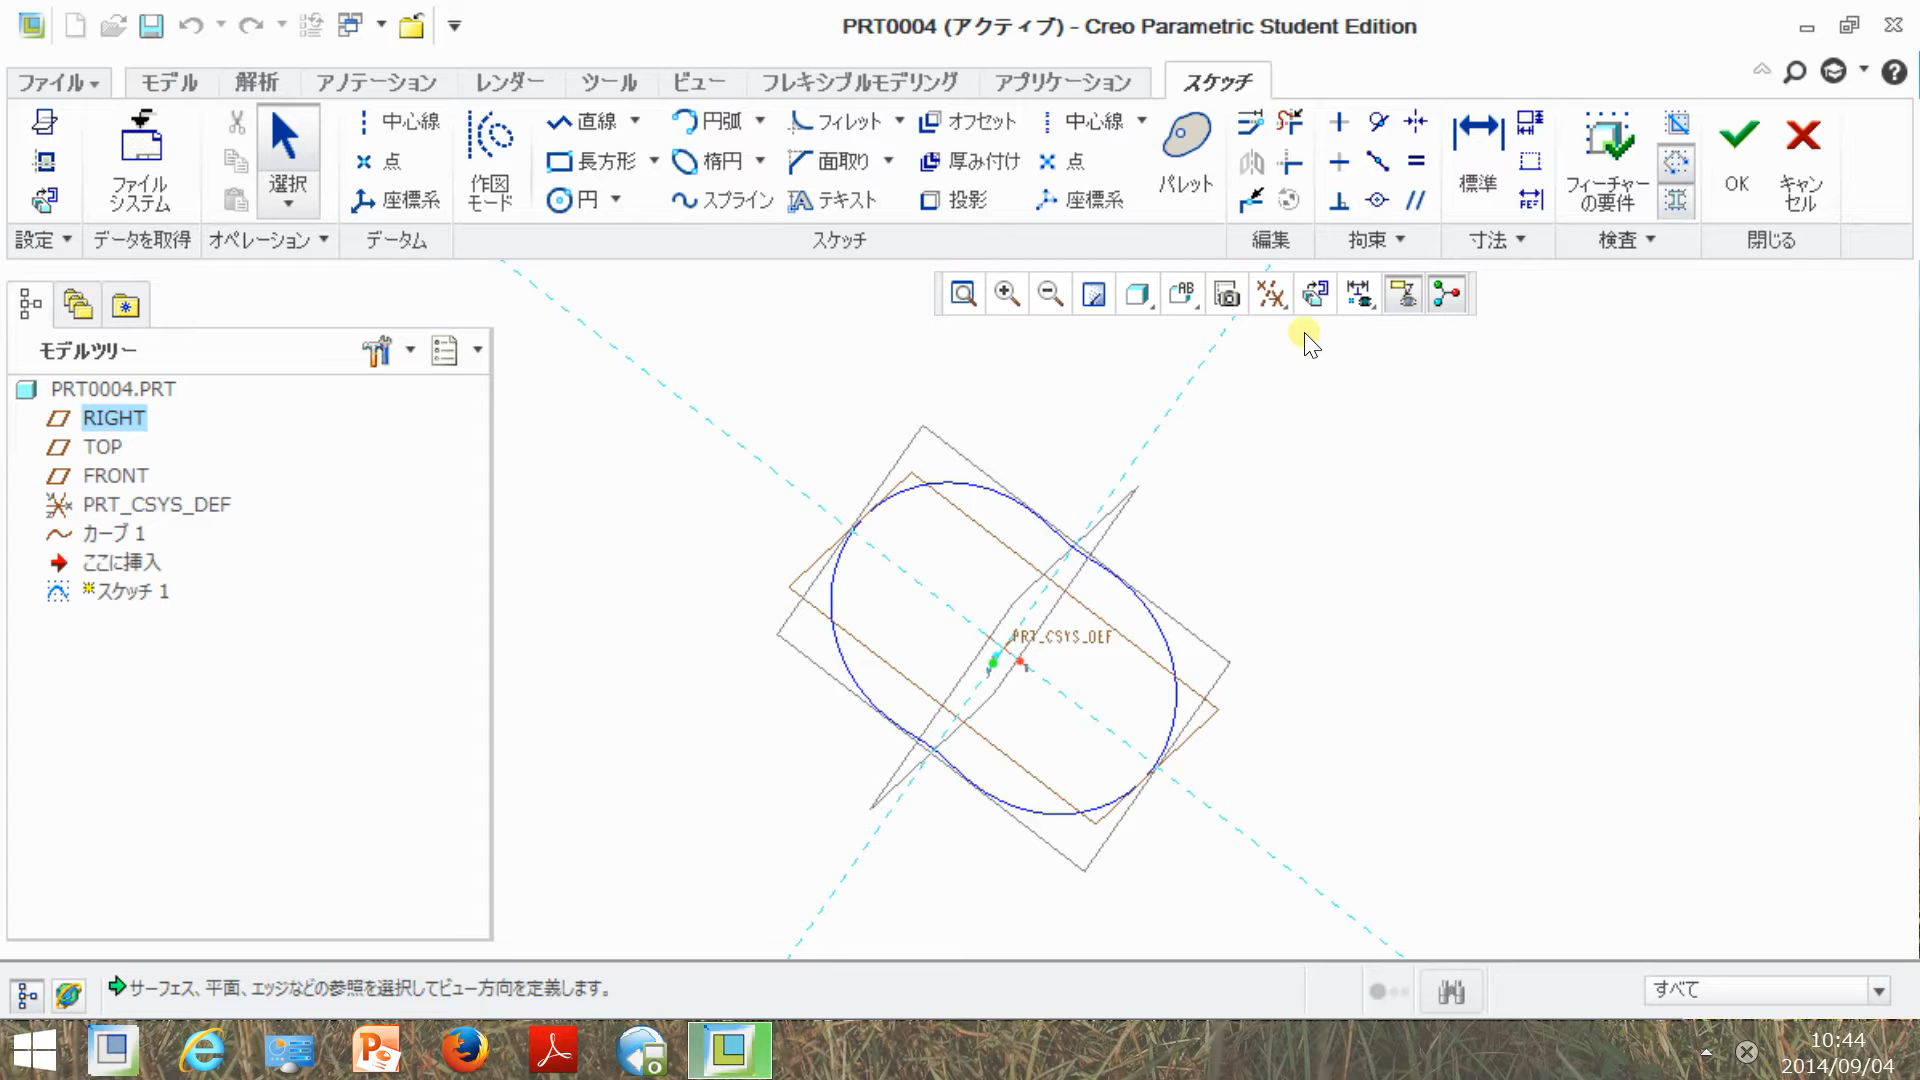 PRT0004 (アクティブ) - Creo Parametric Student Edition
ファイル モデル 解析 アノテーション レンダー ツール ビュー フレキシブルモデリング アプリケーション スケッチ
中心線 直線 円弧 フィレット オフセット 中心線
点 長方形 楕円 面取り 厚み付け 点
座標系 円 スプライン テキスト 投影 座標系
ファイル
システム
選択
作図
モード
パレット
標準
フィーチャー
の要件
OK
キャン
セル
設定 データを取得 オペレーション データム スケッチ 編集 拘束 寸法 検査 閉じる
モデルツリー
PRT0004.PRT
RIGHT
TOP
FRONT
PRT_CSYS_DEF
カーブ 1
ここに挿入
スケッチ 1
PRT_CSYS_DEF
サーフェス、平面、エッジなどの参照を選択してビュー方向を定義します。
すべて
10:44
2014/09/04